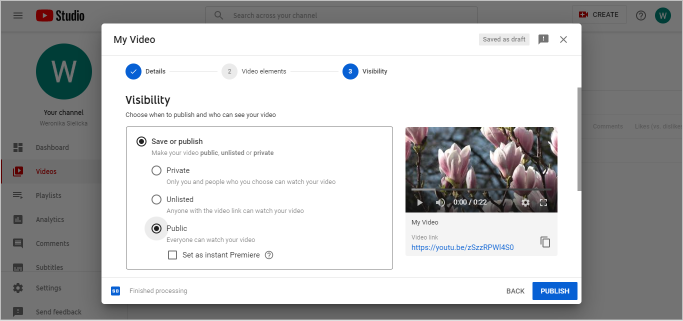 Studio
Search across your channel
CREATE
W
W
Your channel
Weronika Sieńska
Dashboard
Videos
Playlists
Analytics
Comments
Subtitles
Settings
Send feedback
Comments
Likes (vs. dislikes)
My Video
Saved as draft
Details
2
Video elements
3
Visibility
Visibility
Choose when to publish and who can see your video
Save or publish
Make your video public, unlisted or private
Private
Only you and people who you choose can watch your video
Unlisted
Anyone with the video link can watch your video
Public
Everyone can watch your video
Set as instant Premiere
0:00 / 0:22
My Video
Video link
https://youtu.be/zSzzRPWl4S0
SD
Finished processing
BACK
PUBLISH